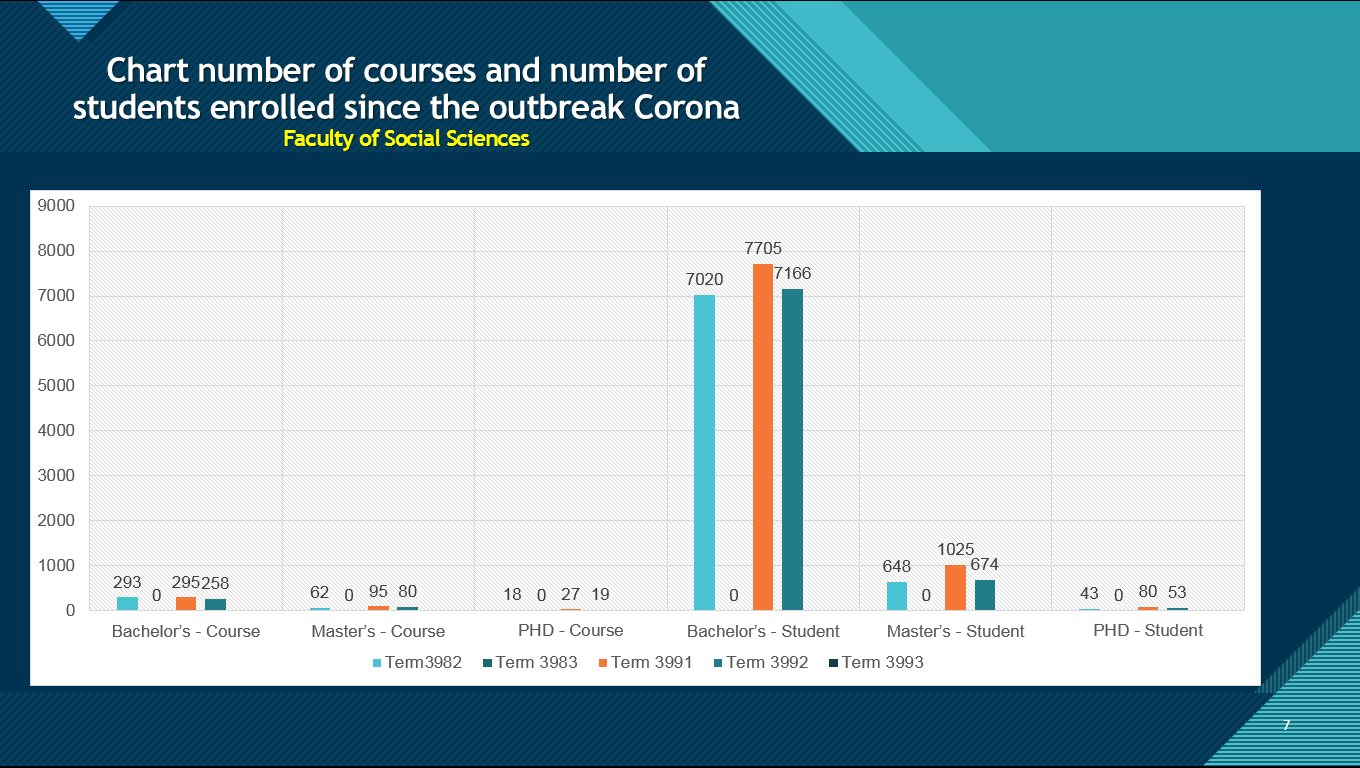 Chart number of courses and number of
students enrolled since the outbreak Corona
Faculty of Social Sciences
9000
8000
7000
6000
5000
4000
3000
2000
1000
0
293 0 295 258
62 0 95 80
18 0 27 19
7020 0 7705 7166
648 0 1025 674
43 0 80 53
Bachelor’s - Course Master’s - Course PHD - Course Bachelor’s - Student Master’s - Student PHD - Student
Term3982 Term 3983 Term 3991 Term 3992 Term 3993
7